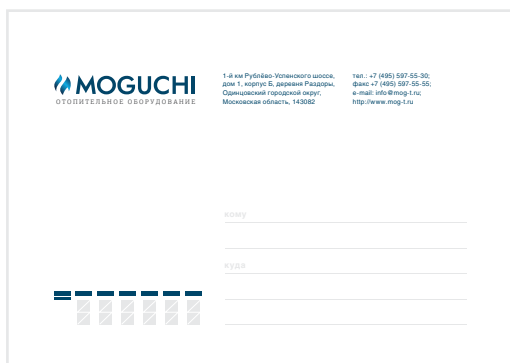 MOGUCHI
ОТОПИТЕЛЬНОЕ ОБОРУДОВАНИЕ
1-й км Рублёво-Успенского шоссе,
дом 1, корпус Б, деревня Раздоры,
Одинцовский городской округ,
Московская область, 143082
тел.: +7 (495) 597-55-30;
факс +7 (495) 597-55-55;
e-mail: info@mog-t.ru;
http://www.mog-t.ru
кому
куда